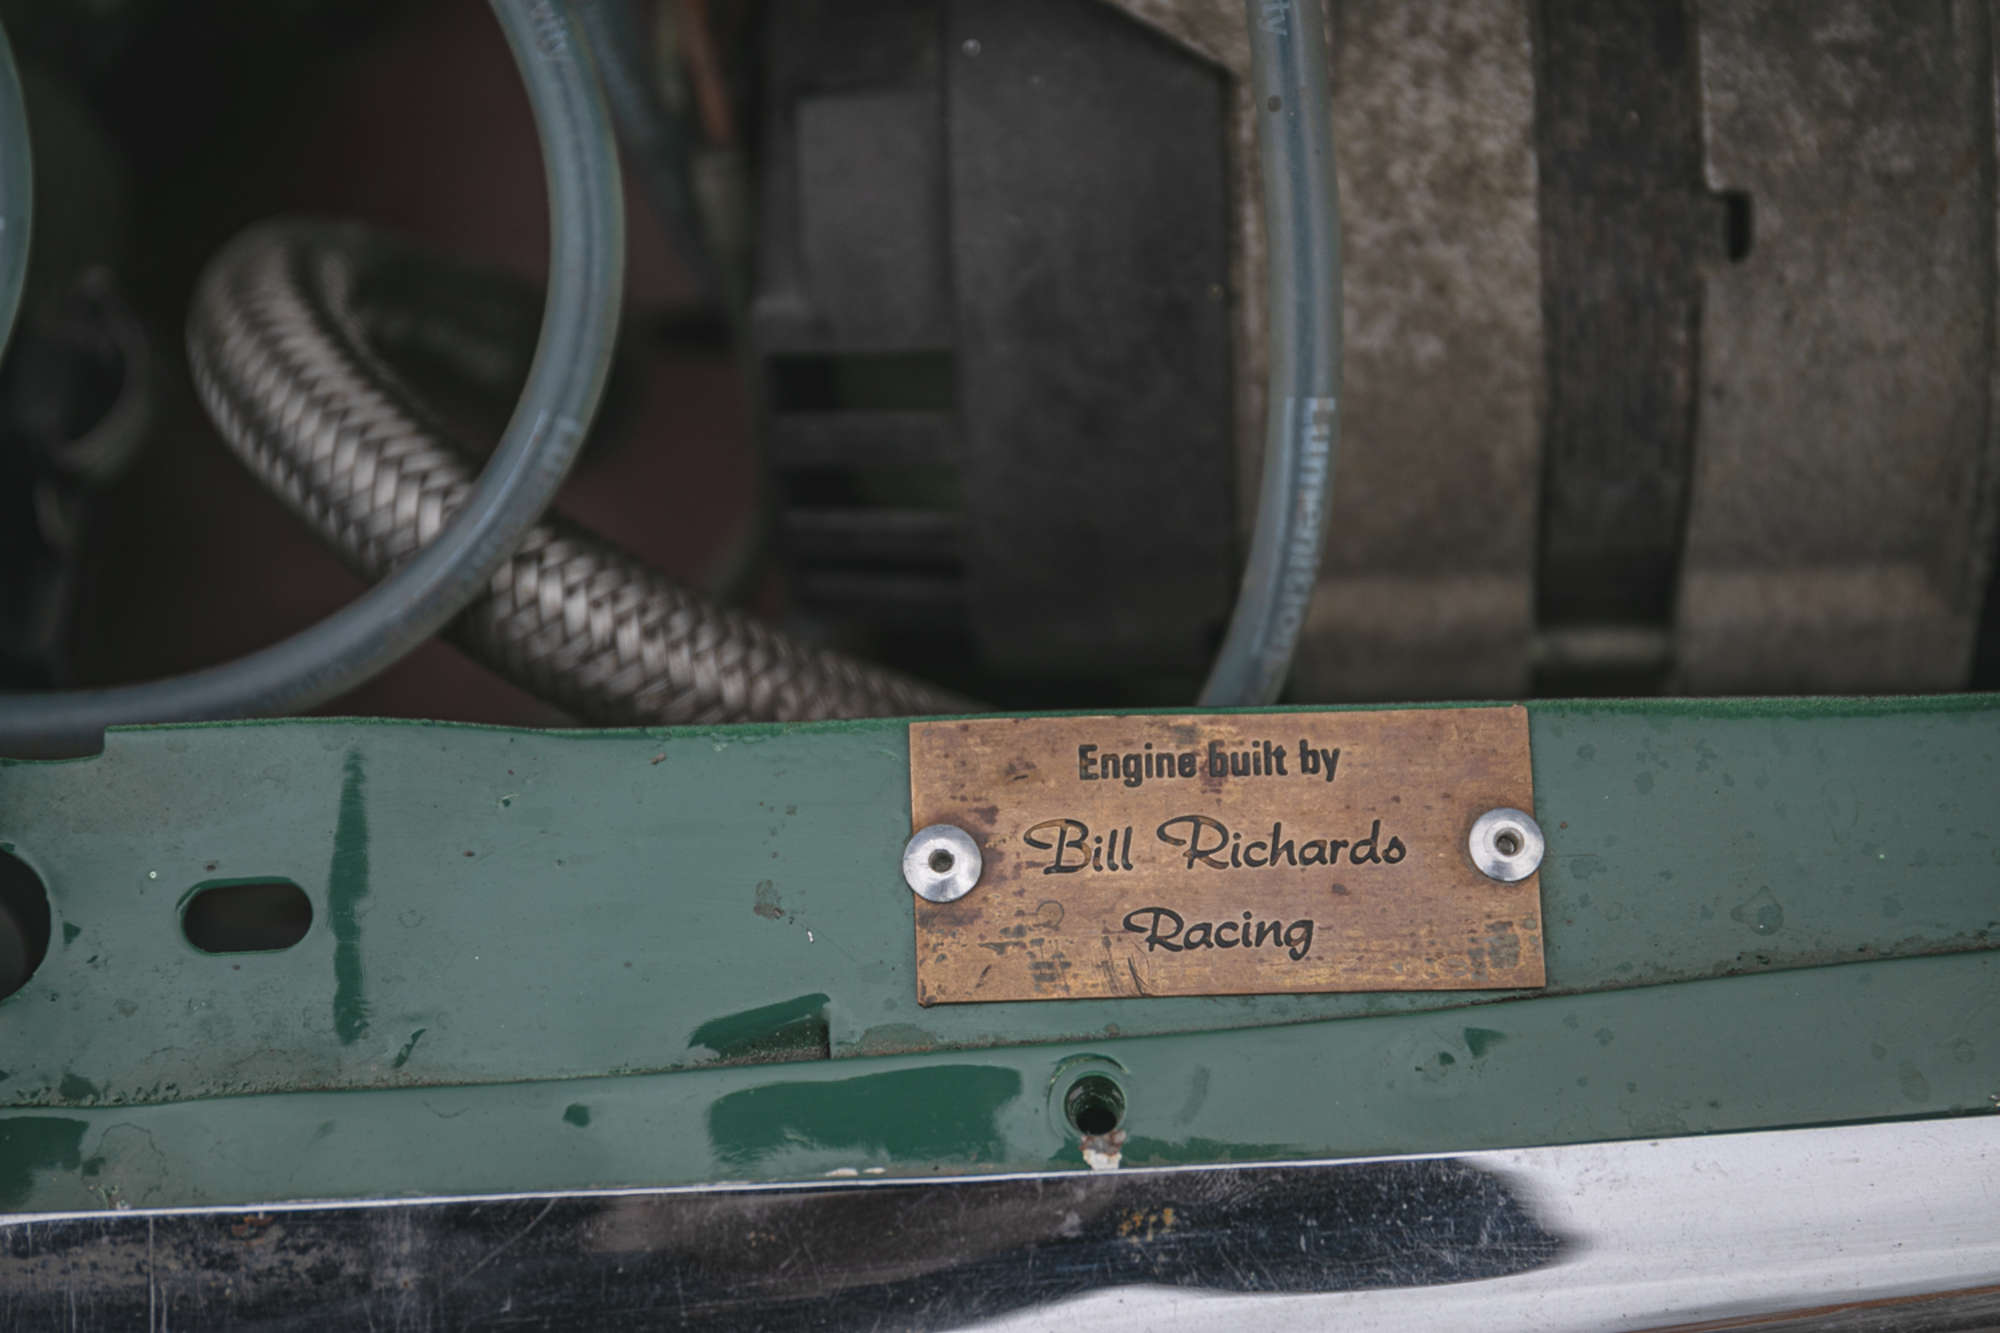 Engine built by
Bill Richards
Racing